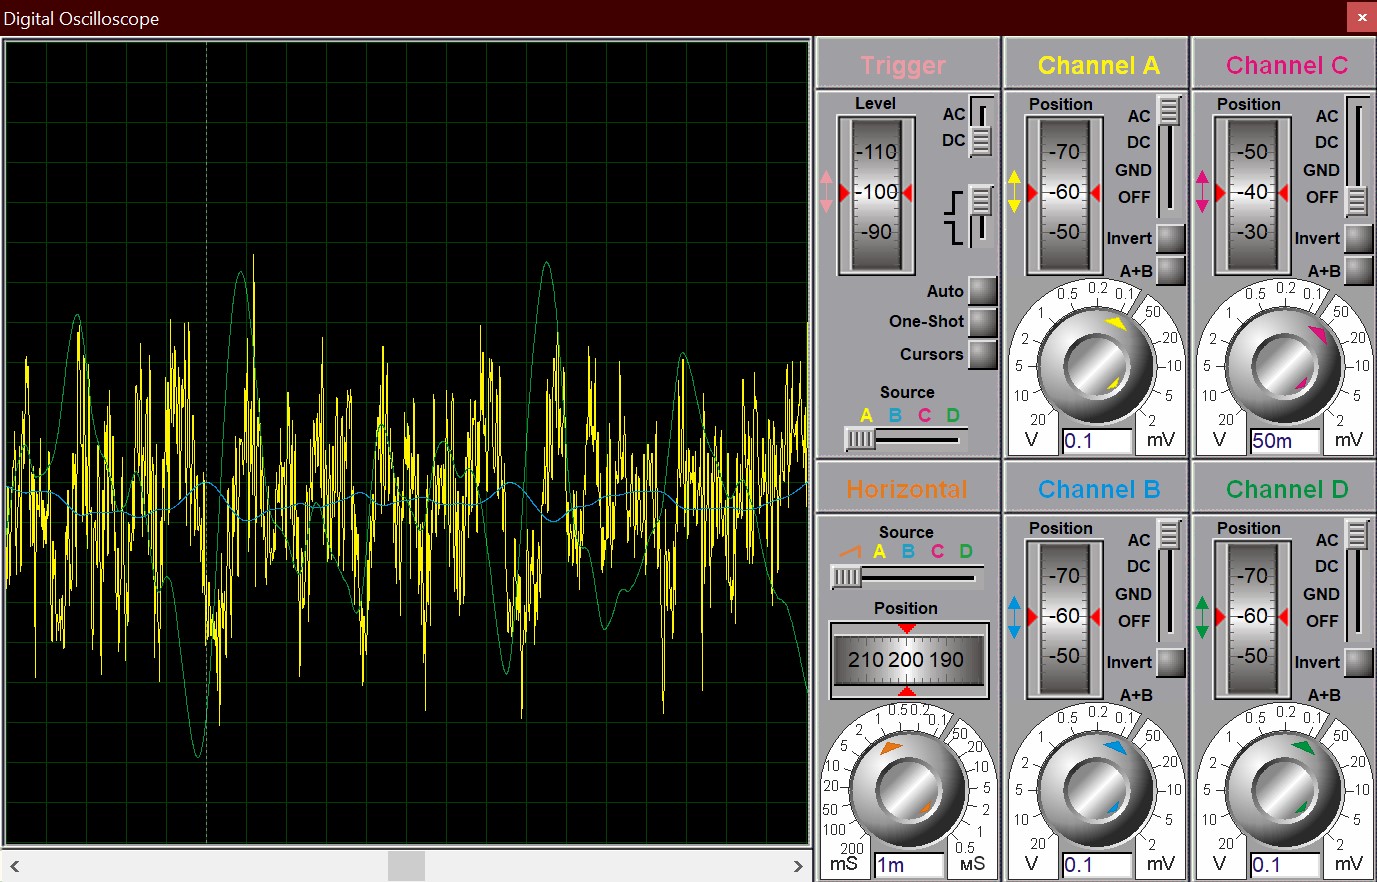 Digital Oscilloscope
×
Trigger
Level
AC
DC
-110
-100
-90
Auto
One-Shot
Cursors
Source
A B C D
Channel A
Position
AC
DC
GND
OFF
-70
-60
-50
Invert
A+B
20 10 5 2 1 0.5 0.2 0.1 50 20 10 5 2
V
0.1
mV
Channel C
Position
AC
DC
GND
OFF
-50
-40
-30
Invert
A+B
20 10 5 2 1 0.5 0.2 0.1 50 20 10 5 2
V
50m
mV
Horizontal
Source
A B C D
Position
210 200 190
200 100 50 20 10 5 2 1 0.5 0.2 0.1 50 20 10 5 2 1 0.5
mS
1m
мS
Channel B
Position
AC
DC
GND
OFF
-70
-60
-50
Invert
A+B
20 10 5 2 1 0.5 0.2 0.1 50 20 10 5 2
V
0.1
mV
Channel D
Position
AC
DC
GND
OFF
-70
-60
-50
Invert
A+B
20 10 5 2 1 0.5 0.2 0.1 50 20 10 5 2
V
0.1
mV